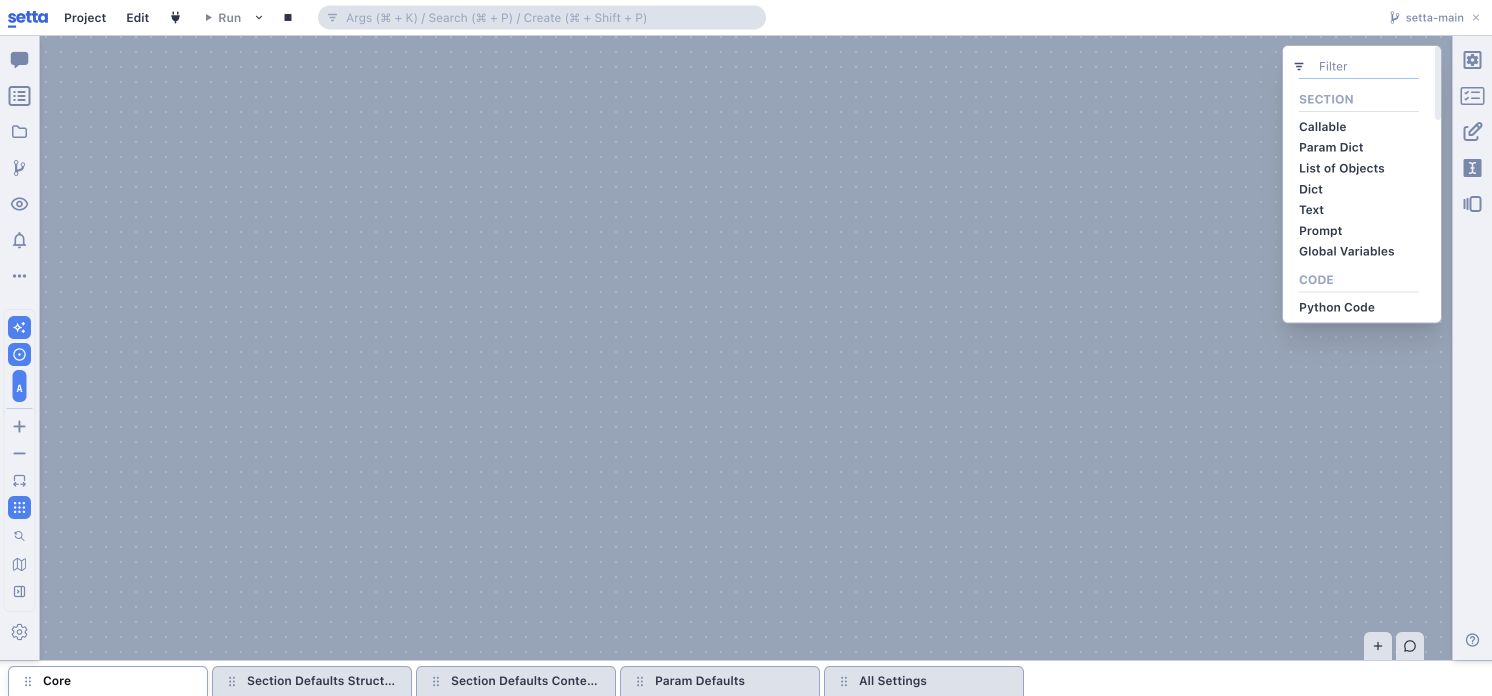 setta Project Edit Run Args (⌘ + K) / Search (⌘ + P) / Create (⌘ + Shift + P) setta-main
Filter
SECTION
Callable
Param Dict
List of Objects
Dict
Text
Prompt
Global Variables
CODE
Python Code
A
Core Section Defaults Struct... Section Defaults Conte... Param Defaults All Settings